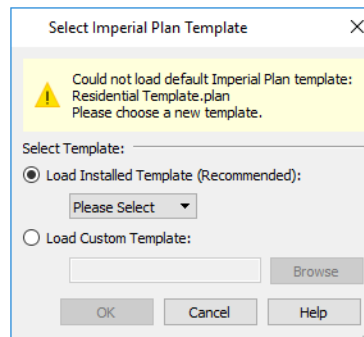 Select Imperial Plan Template
Could not load default Imperial Plan template:
Residential Template.plan
Please choose a new template.
Select Template:
Load Installed Template (Recommended):
Please Select
Load Custom Template:
Browse
OK Cancel Help